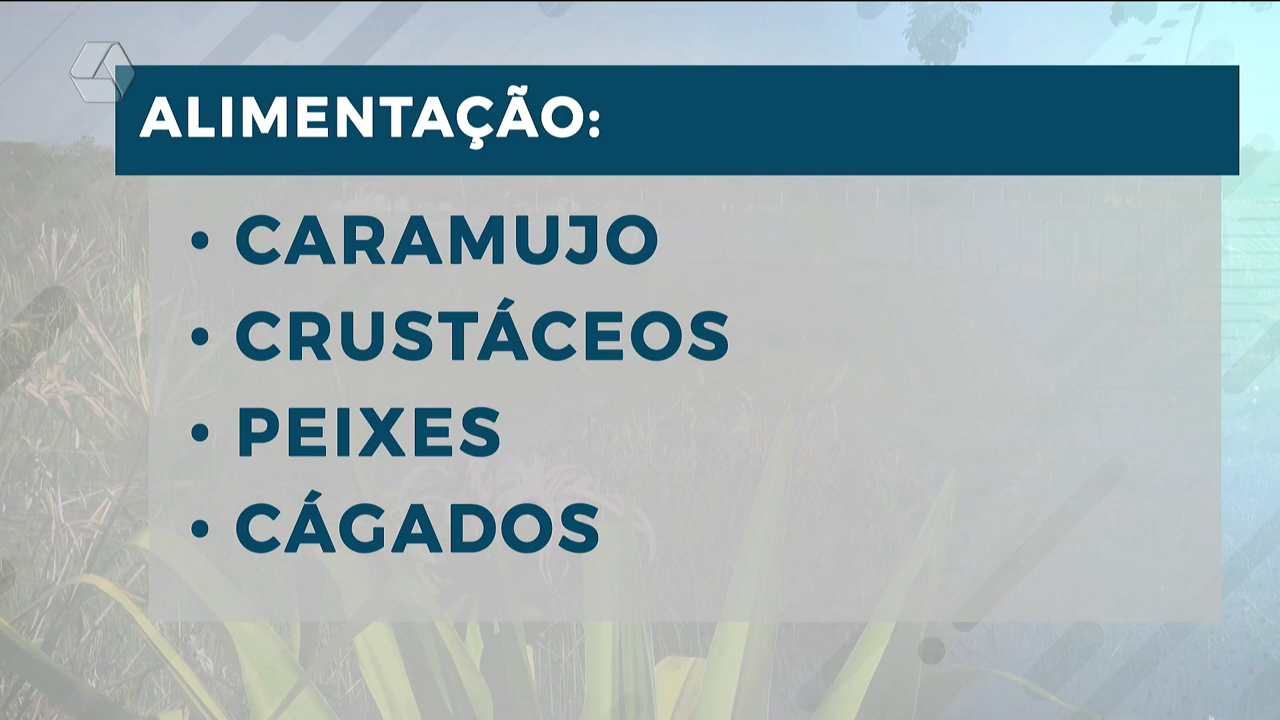 ALIMENTAÇÃO:
• CARAMUJO
• CRUSTÁCEOS
• PEIXES
• CÁGADOS